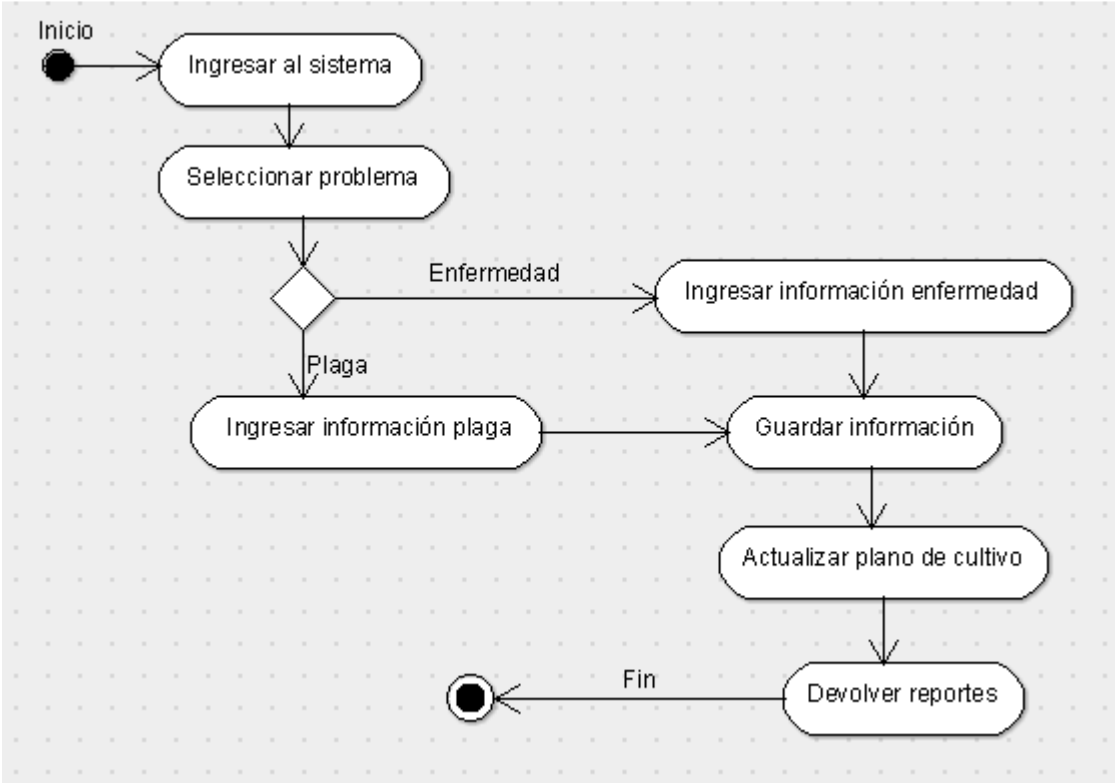 Inicio
Ingresar al sistema
Seleccionar problema
Enfermedad
Ingresar información enfermedad
Plaga
Ingresar información plaga
Guardar información
Actualizar plano de cultivo
Fin
Devolver reportes